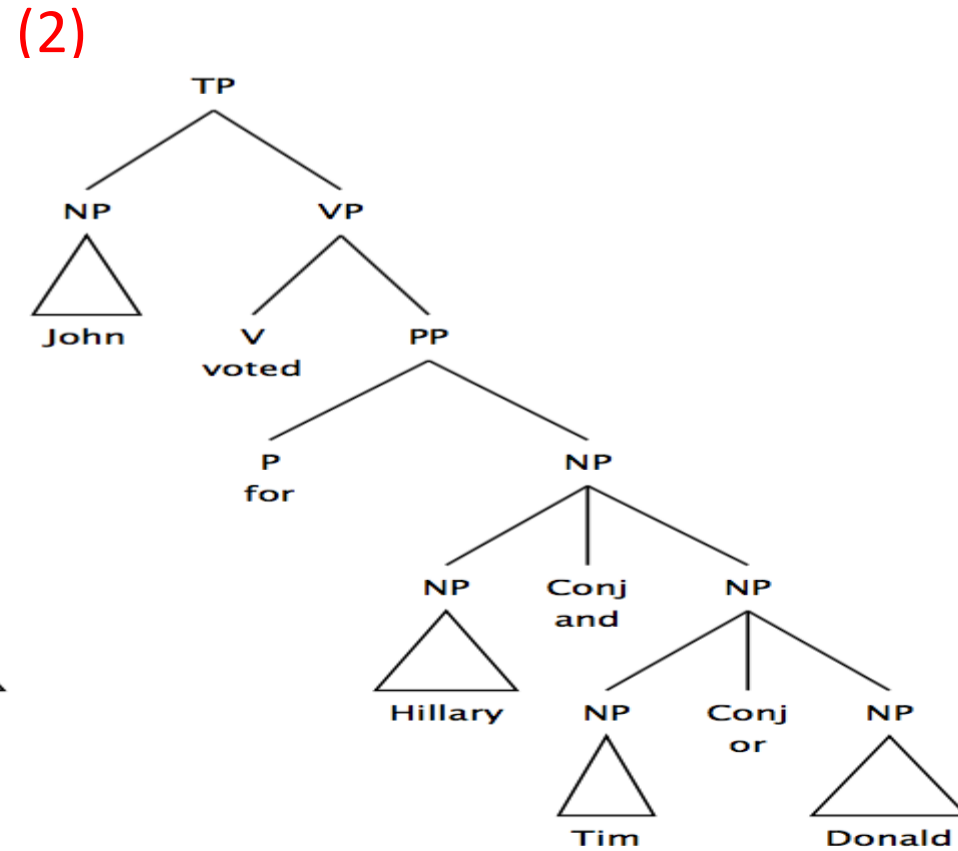 (2)
TP
NP VP
John V PP
voted
P NP
for
NP Conj NP
and
Hillary NP Conj NP
or
Tim Donald